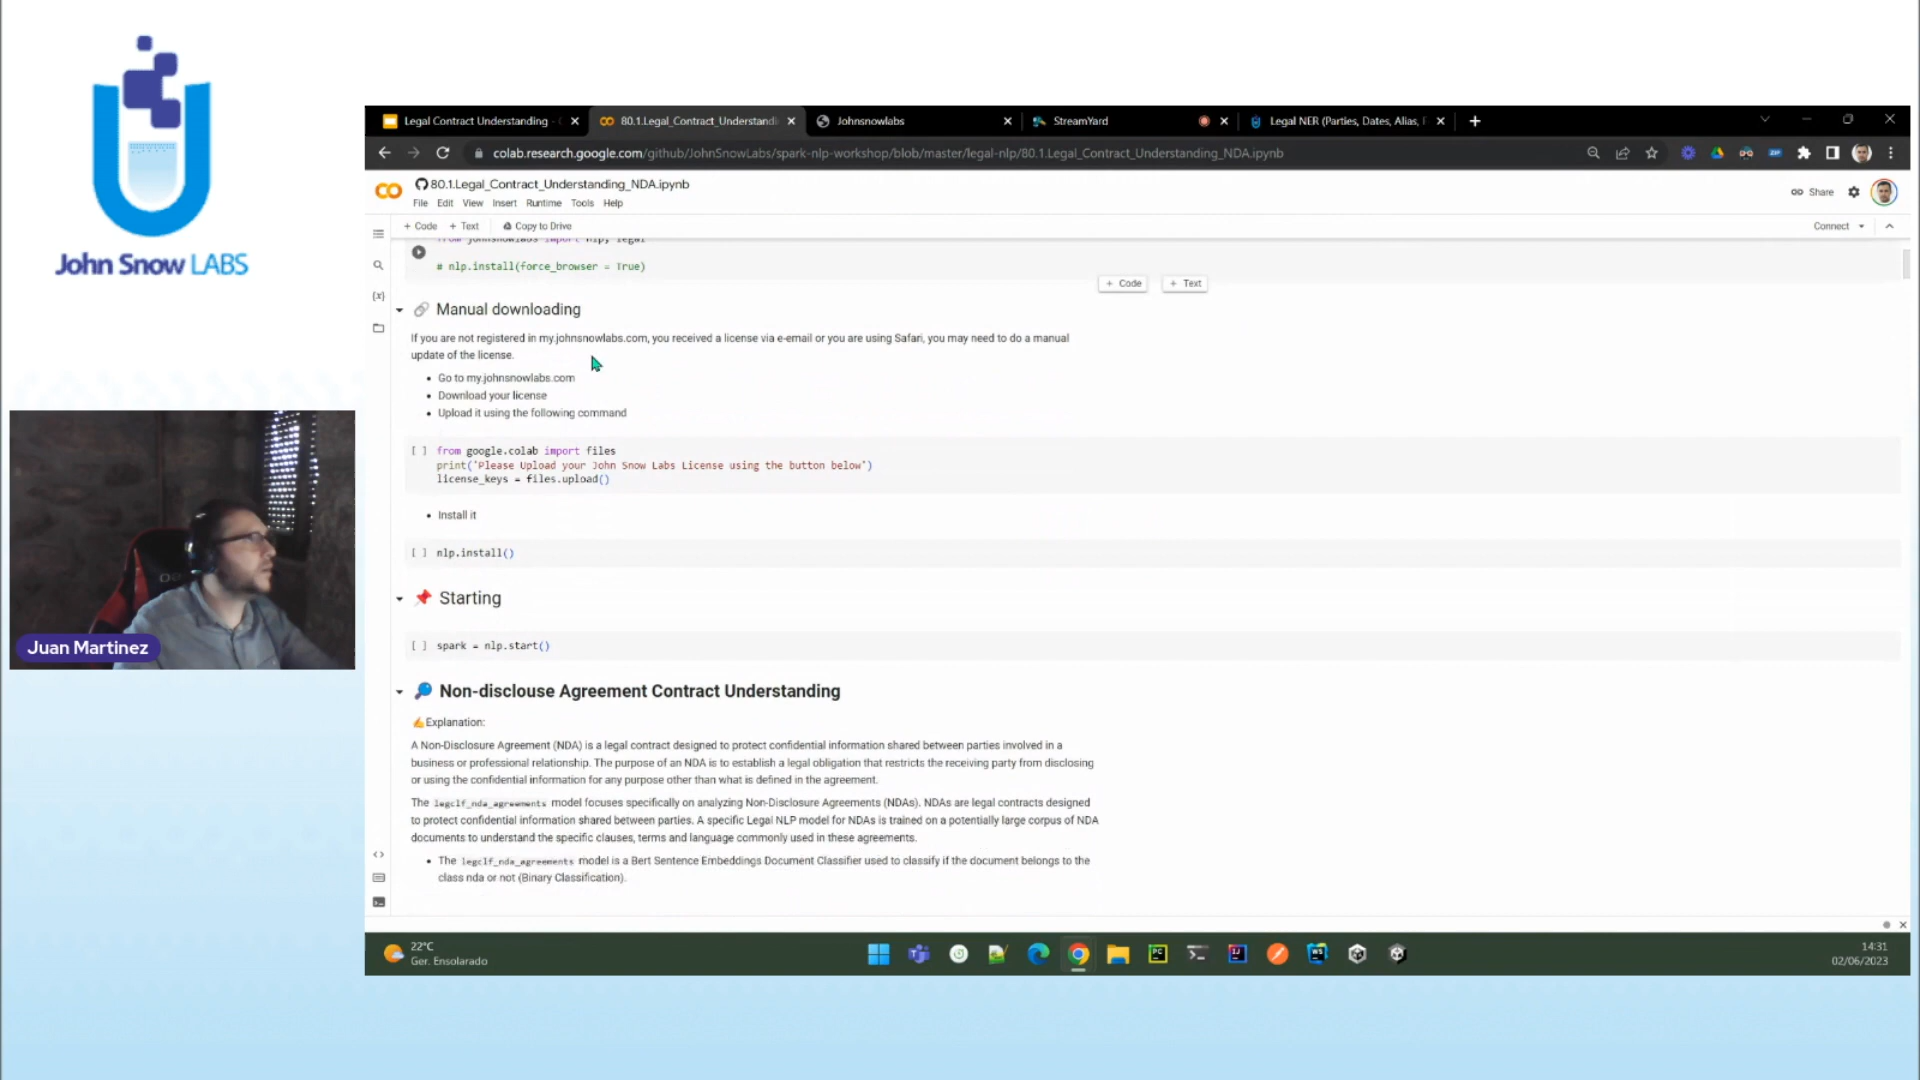 John Snow LABS
Juan Martinez
Legal Contract Understanding -
80.1.Legal_Contract_Understandi
Johnsnowlabs
StreamYard
Legal NER (Parties, Dates, Alias,
colab.research.google.com/github/JohnSnowLabs/spark-nlp-workshop/blob/master/legal-nlp/80.1.Legal_Contract_Understanding_NDA.ipynb
80.1.Legal_Contract_Understanding_NDA.ipynb
File Edit View Insert Runtime Tools Help
Share
+ Code + Text Copy to Drive
Connect
from johnsnowlabs import nlp, legal
# nlp.install(force_browser = True)
+ Code + Text
Manual downloading
If you are not registered in my.johnsnowlabs.com, you received a license via e-email or you are using Safari, you may need to do a manual
update of the license.
• Go to my.johnsnowlabs.com
• Download your license
• Upload it using the following command
[ ] from google.colab import files
print('Please Upload your John Snow Labs License using the button below')
license_keys = files.upload()
• Install it
[ ] nlp.install()
Starting
[ ] spark = nlp.start()
Non-disclouse Agreement Contract Understanding
Explanation:
A Non-Disclosure Agreement (NDA) is a legal contract designed to protect confidential information shared between parties involved in a
business or professional relationship. The purpose of an NDA is to establish a legal obligation that restricts the receiving party from disclosing
or using the confidential information for any purpose other than what is defined in the agreement.
The legclf_nda_agreements model focuses specifically on analyzing Non-Disclosure Agreements (NDAs). NDAs are legal contracts designed
to protect confidential information shared between parties. A specific Legal NLP model for NDAs is trained on a potentially large corpus of NDA
documents to understand the specific clauses, terms and language commonly used in these agreements.
• The legclf_nda_agreements model is a Bert Sentence Embeddings Document Classifier used to classify if the document belongs to the
class nda or not (Binary Classification).
22°C
Ger. Ensolarado
14:31
02/06/2023